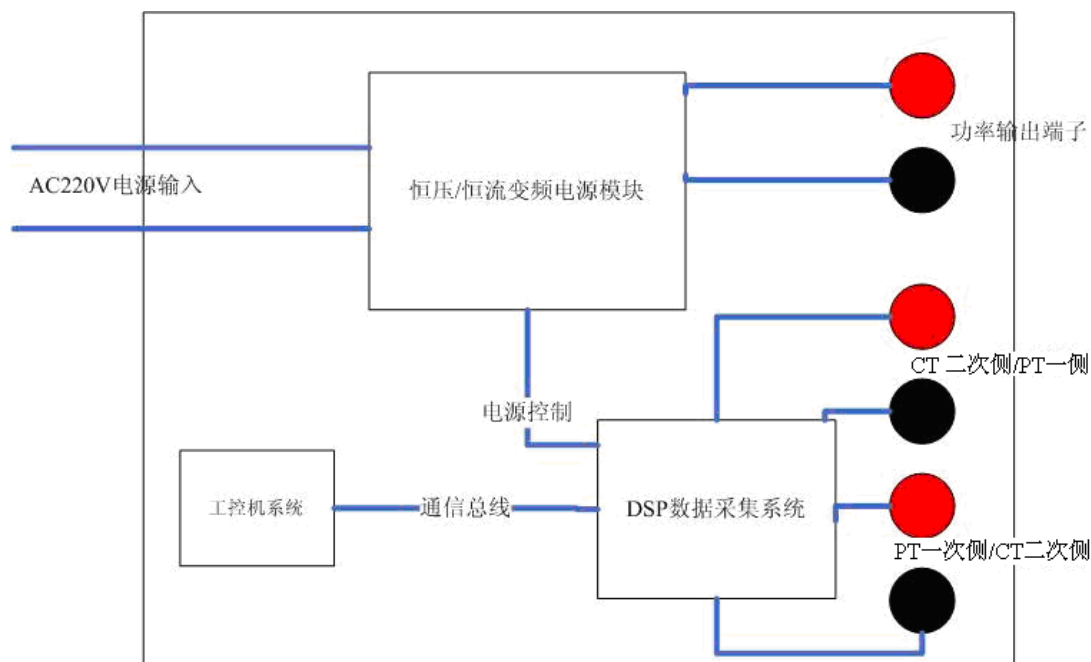 功率输出端子
AC220V电源输入
恒压/恒流变频电源模块
CT 二次侧/PT一侧
电源控制
工控机系统
通信总线
DSP数据采集系统
PT一次侧/CT二次侧